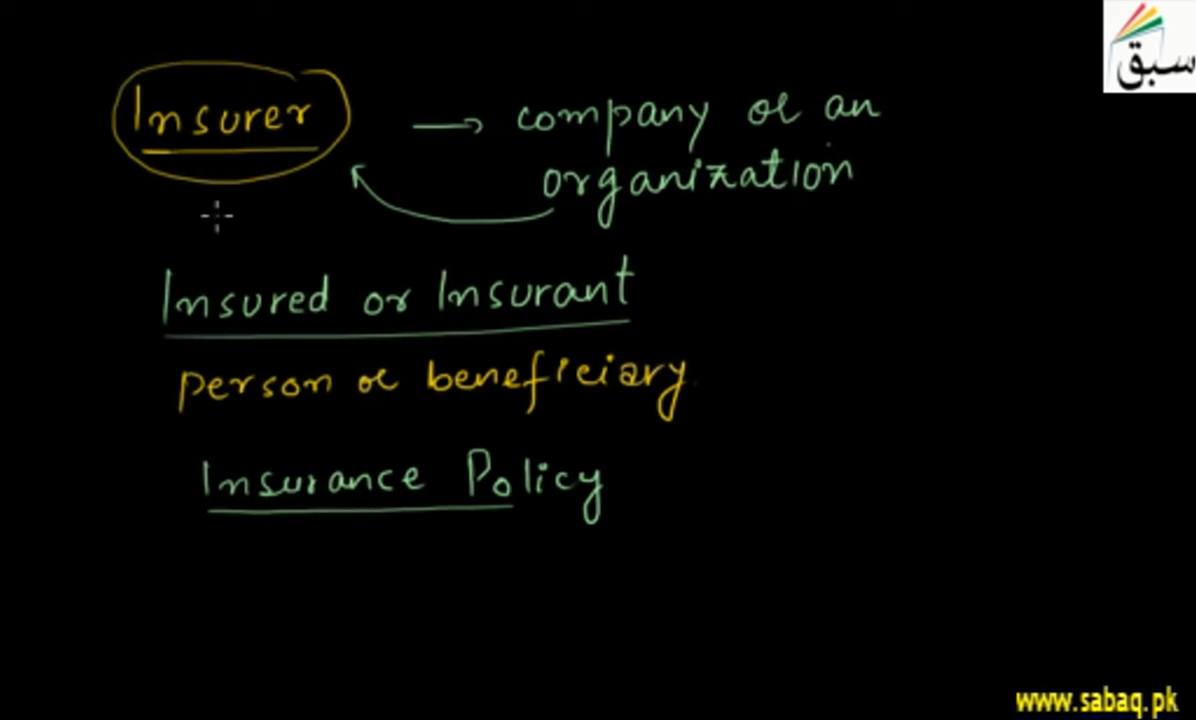 سبق
Insurer → company or an
organization
Insured or Insurant
person or beneficiary
Insurance Policy
www.sabaq.pk